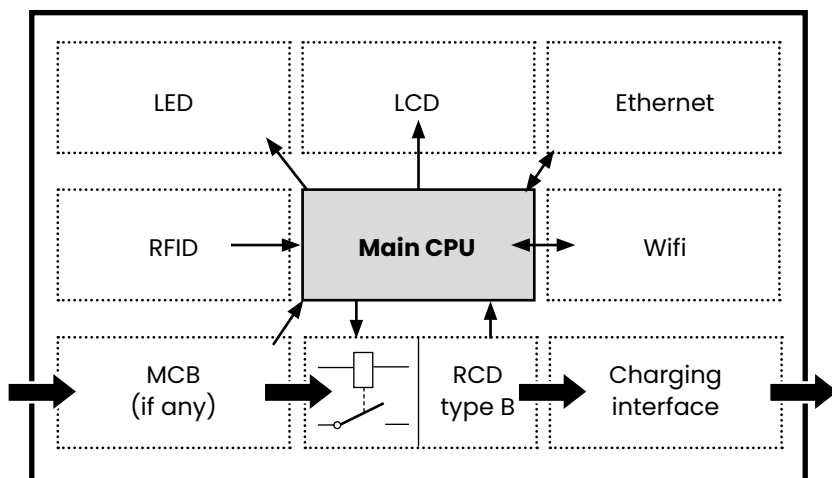 LED
LCD
Ethernet
RFID
Main CPU
Wifi
MCB
(if any)
RCD
type B
Charging
interface